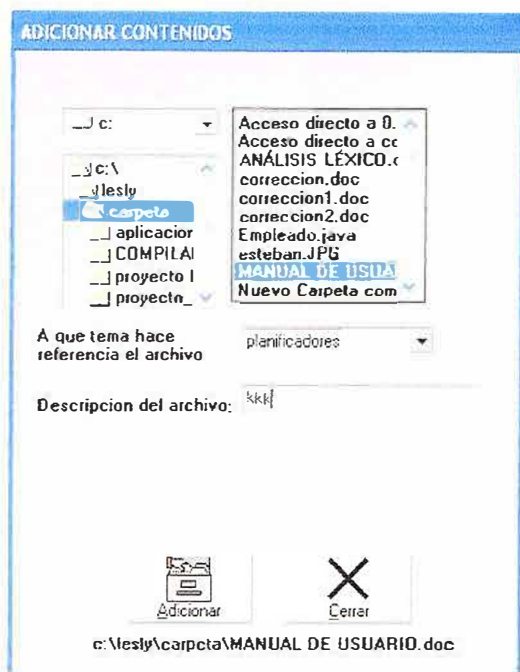 ADICIONAR CONTENIDOS
c:
c:\
lesly
carpeta
aplicacior
COMPILAI
proyecto l
proyecto_
Acceso directo a 0.
Acceso directo a cc
ANÁLISIS LÉXICO.c
correccion.doc
correccion1.doc
correccion2.doc
Empleado.java
esteban.JPG
MANUAL DE USUA
Nuevo Carpeta com
A que tema hace
referencia el archivo
planificadores
Descripcion del archivo:
kkk
Adicionar
Cerrar
c:\lesly\carpeta\MANUAL DE USUARIO.doc